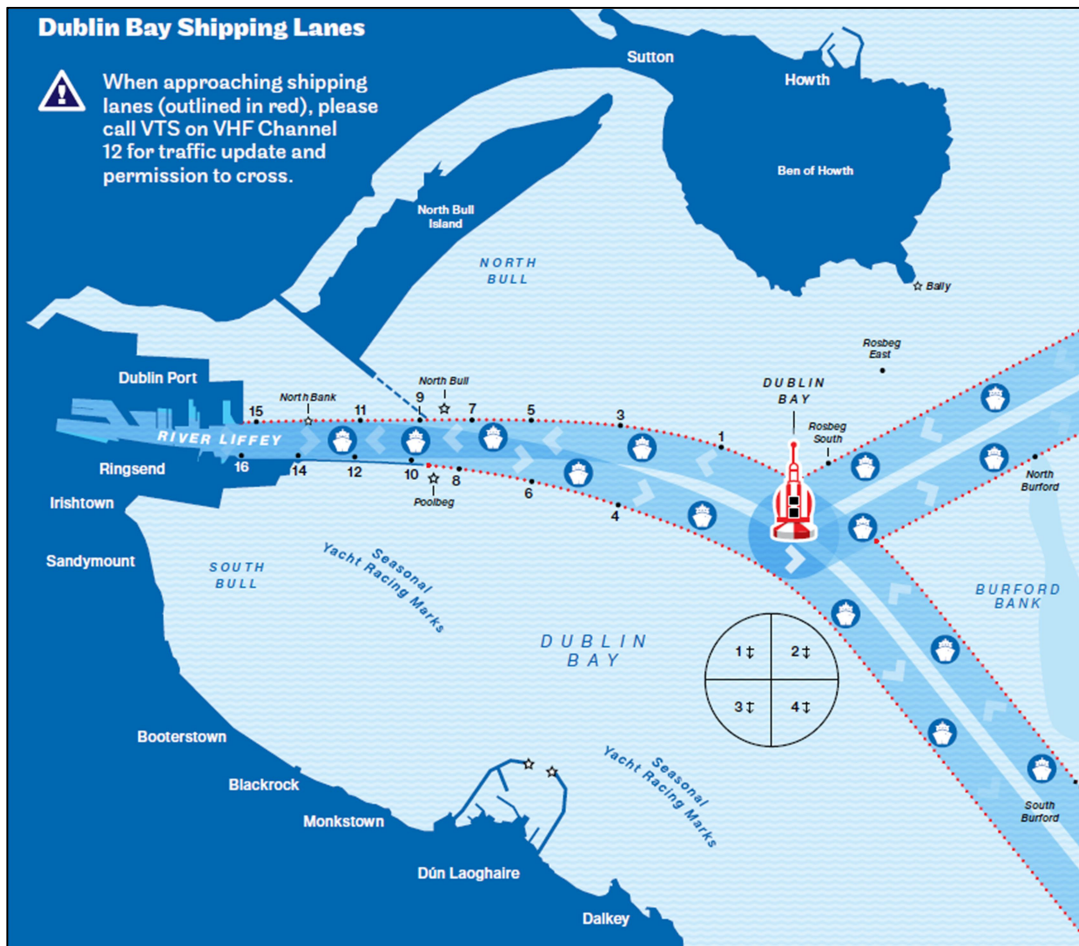 Dublin Bay Shipping Lanes
When approaching shipping
lanes (outlined in red), please
call VTS on VHF Channel
12 for traffic update and
permission to cross.
Sutton
Howth
Ben of Howth
North Bull
Island
NORTH
BULL
Baily
Rosbeg
East
DUBLIN
BAY
Dublin Port
North Bank
North Bull
9
15
11
7
5
3
1
Rosbeg
South
RIVER LIFFEY
North
Burford
Ringsend
16
14
12
10
8
6
4
Poolbeg
Irishtown
Sandymount
SOUTH
BULL
Seasonal
Yacht Racing Marks
BURFORD
BANK
DUBLIN
BAY
1
2
3
4
Booterstown
Blackrock
Monkstown
Seasonal
Yacht Racing Marks
South
Burford
Dún Laoghaire
Dalkey